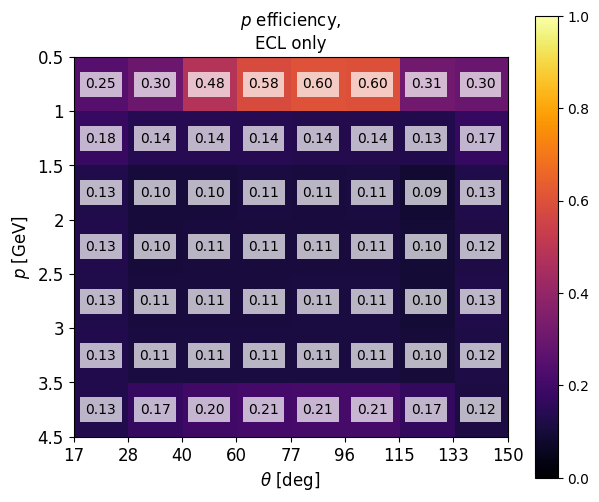 p efficiency,
ECL only
p [GeV]
0.5
0.25 0.30 0.48 0.58 0.60 0.60 0.31 0.30
1
0.18 0.14 0.14 0.14 0.14 0.14 0.13 0.17
1.5
0.13 0.10 0.10 0.11 0.11 0.11 0.09 0.13
2
0.13 0.10 0.11 0.11 0.11 0.11 0.10 0.12
2.5
0.13 0.11 0.11 0.11 0.11 0.11 0.10 0.13
3
0.13 0.11 0.11 0.11 0.11 0.11 0.10 0.12
3.5
0.13 0.17 0.20 0.21 0.21 0.21 0.17 0.12
4.5
17 28 40 60 77 96 115 133 150
θ [deg]
1.0
0.8
0.6
0.4
0.2
0.0